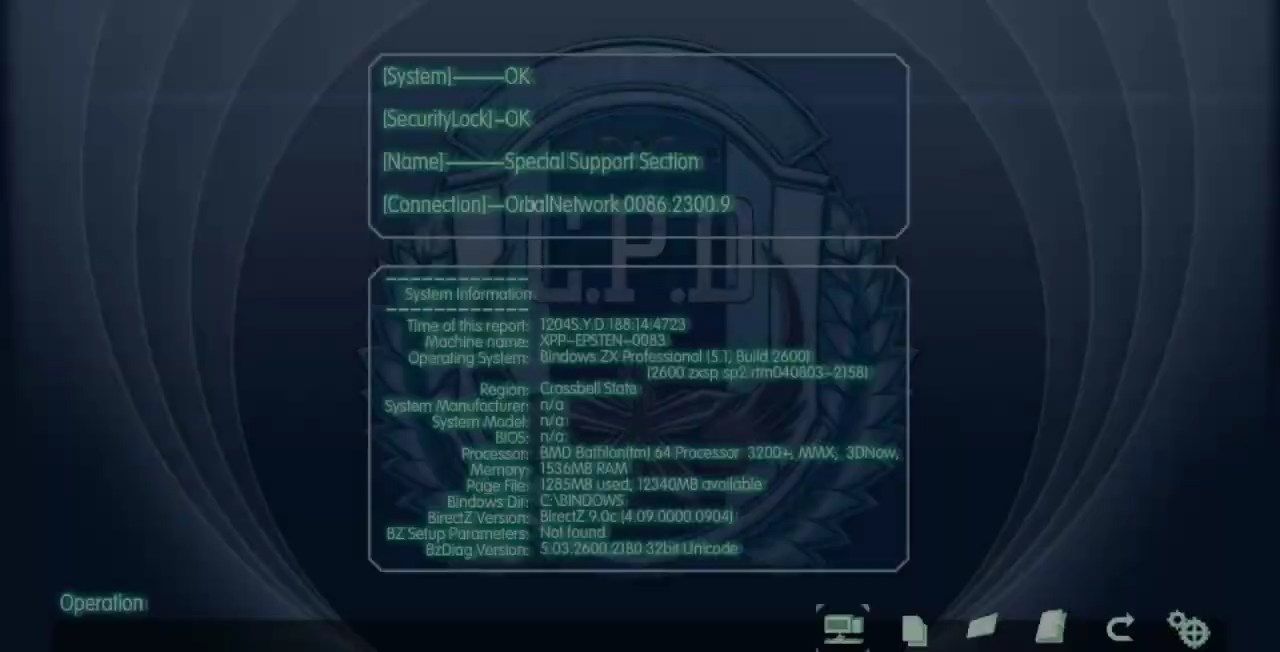 [System]———OK
[SecurityLock]–OK
[Name]———Special Support Section
[Connection]—OrbalNetwork 0086.2300.9
C.P.D
------------------
System Information
------------------
Time of this report: 1204S.Y.D 188.14:4723
Machine name: XPP-EPSTEN-0083
Operating System: Bindows ZX Professional (5.1, Build 2600)
(2600 zxsp sp2 rtm040803-2158)
Region: Crossbell State
System Manufacturer: n/a
System Model: n/a
BIOS: n/a
Processor: BMD Bathlon(tm) 64 Processor 3200+, MMX, 3DNow,
Memory: 1536MB RAM
Page File: 1285MB used, 12340MB available
Bindows Dir: C:\BINDOWS
BirectZ Version: BirectZ 9.0c (4.09.0000.0904)
BZ Setup Parameters: Not found
BzDiag Version: 5.03.2600.2180 32bit Unicode
Operation: